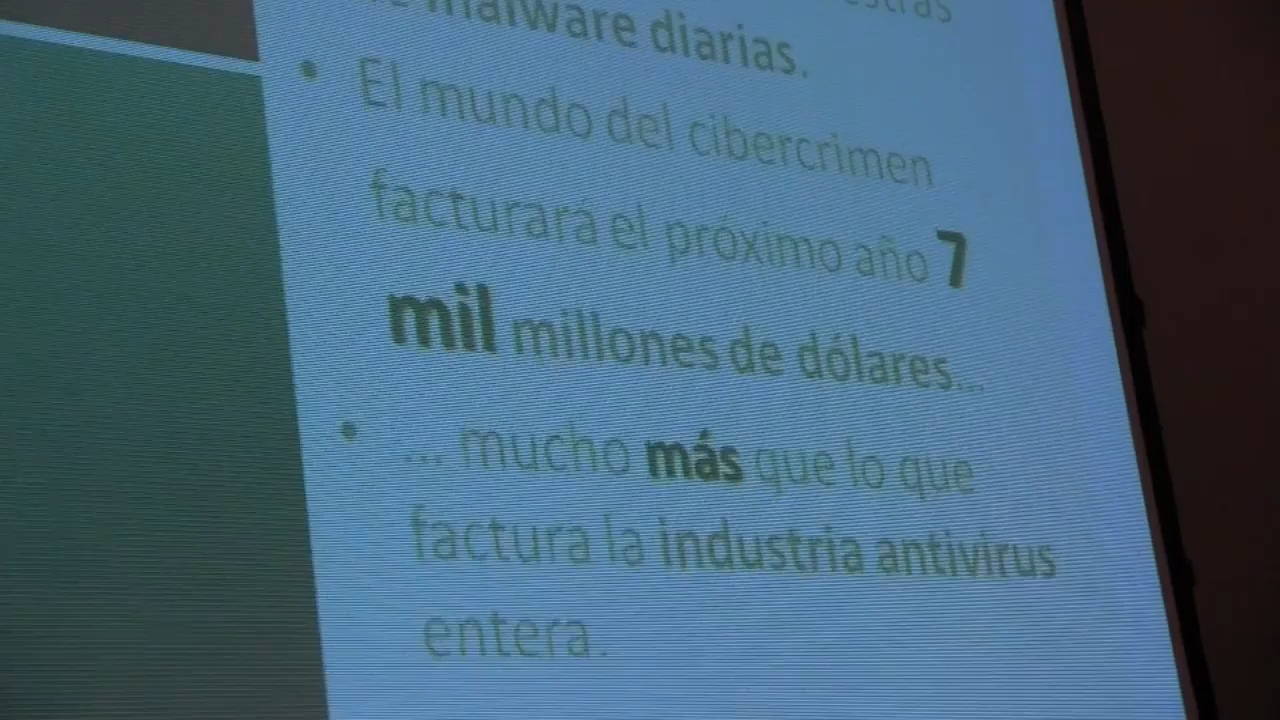 malware diarias.
• El mundo del cibercrimen
facturará el próximo año 7
mil millones de dólares...
• ... mucho más que lo que
factura la industria antivirus
entera.